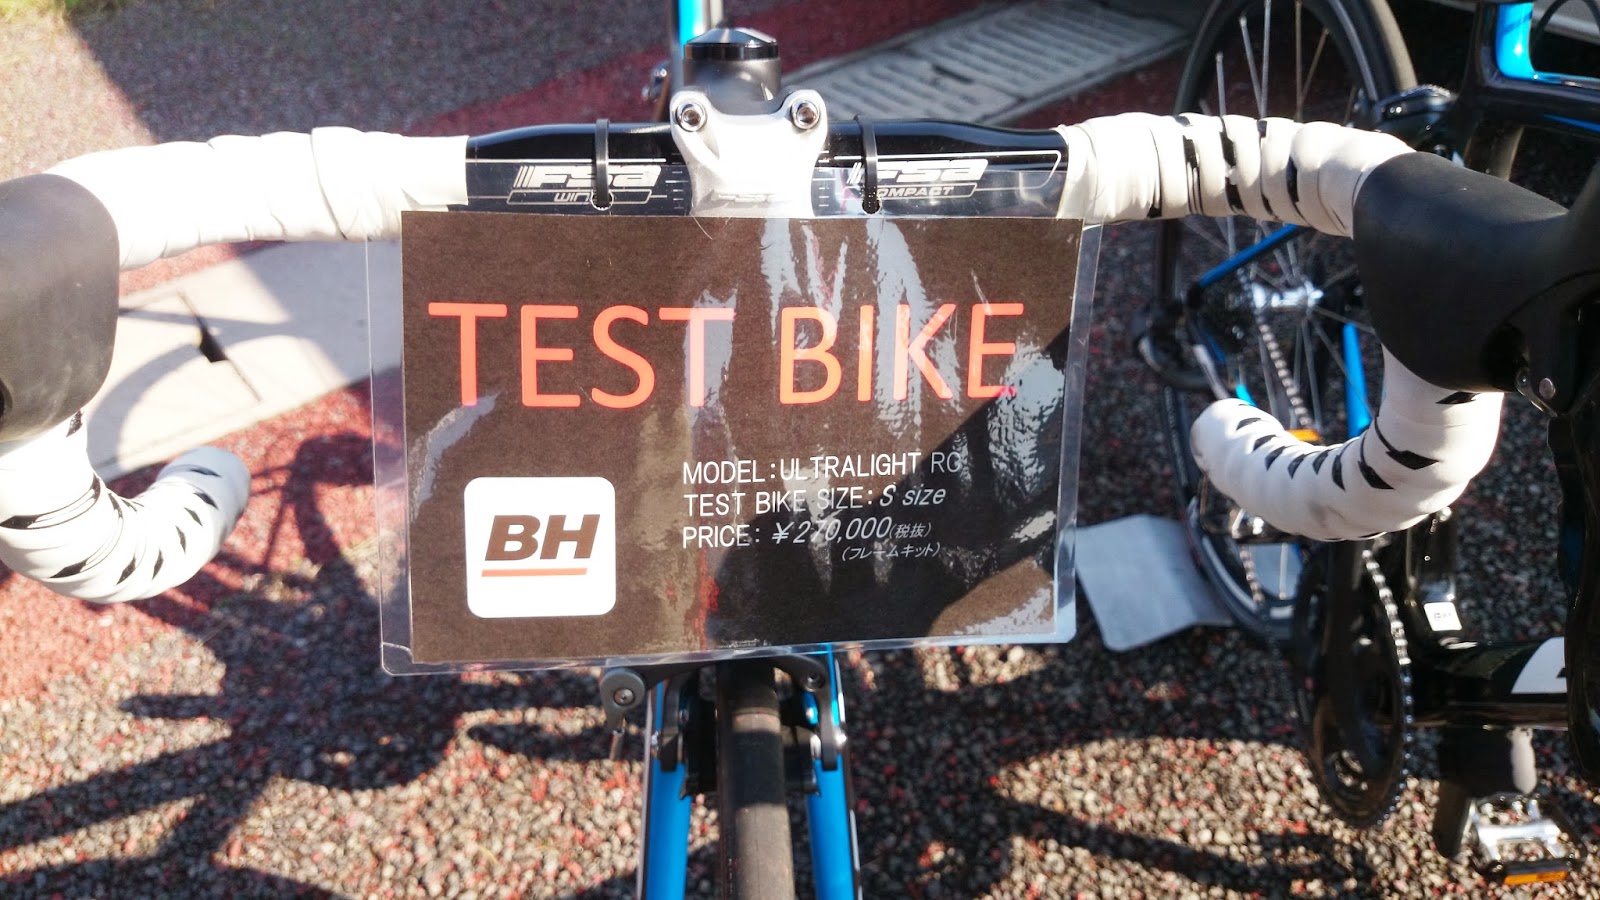 FSA FSA
WING COMPACT
TEST BIKE
MODEL:ULTRALIGHT RC
TEST BIKE SIZE: S size
PRICE: ¥270,000(税抜)
(フレームキット)
BH